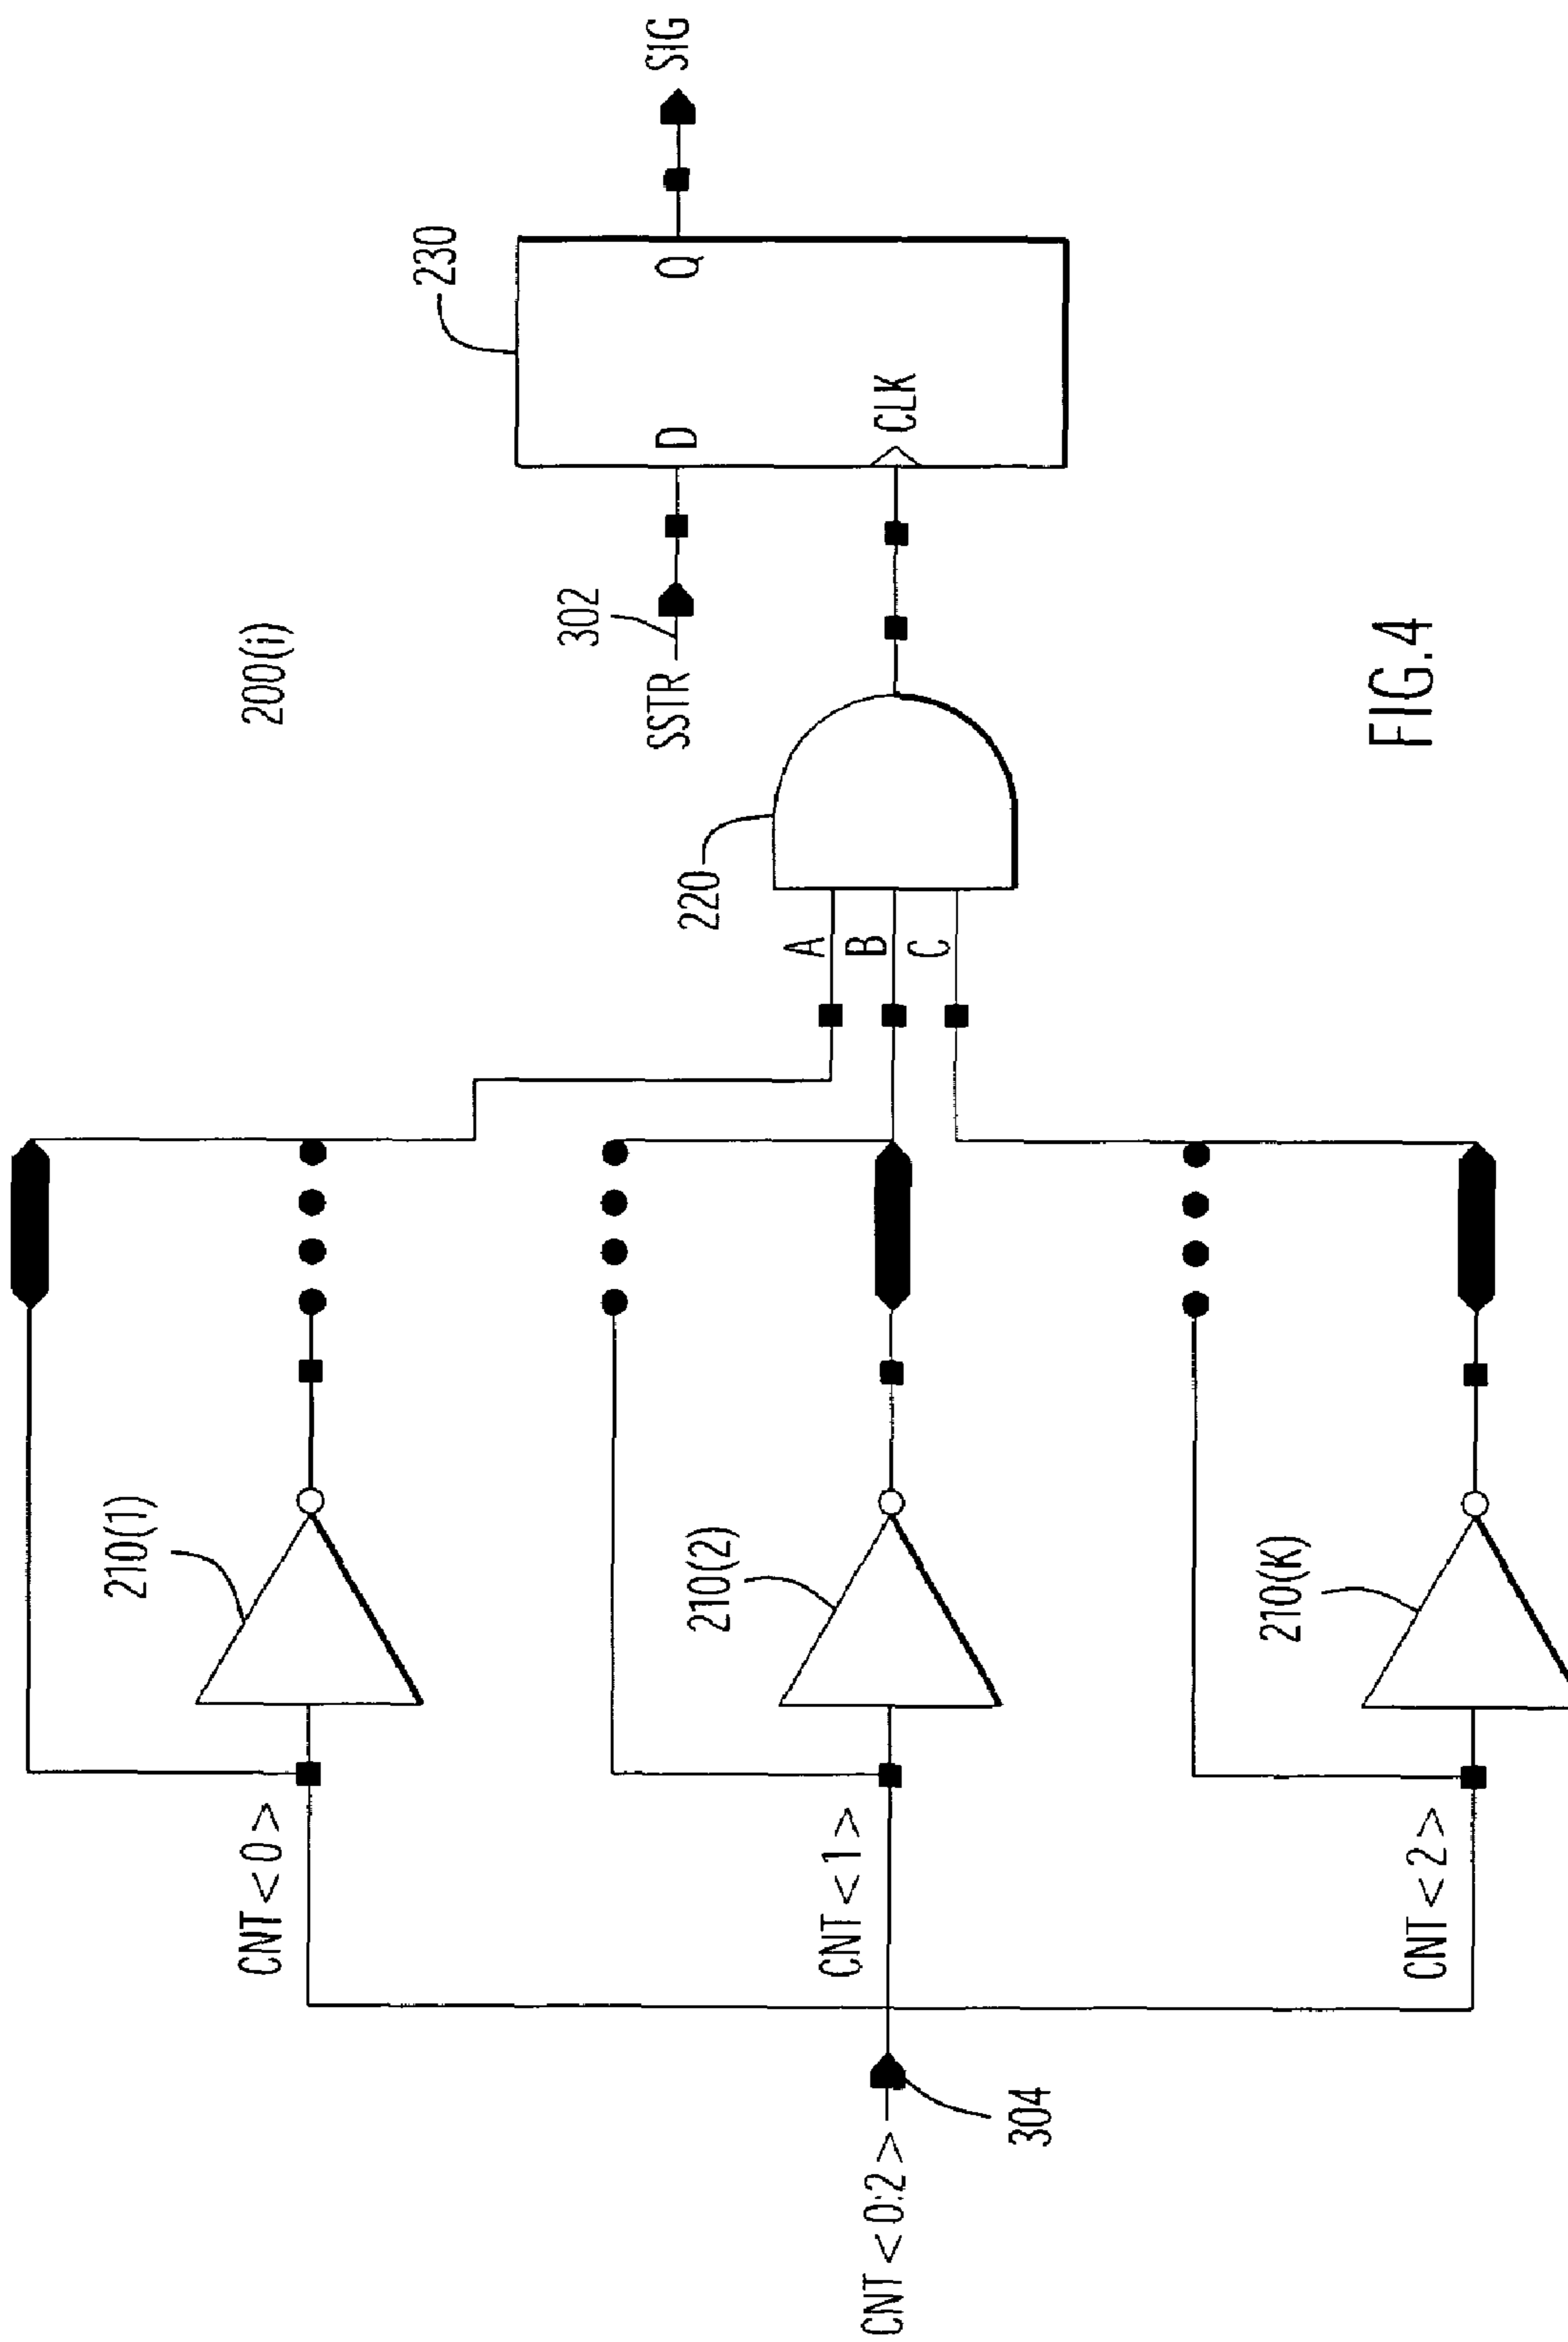 200(i)
CNT<0:2>
304
CNT<0>
CNT<1>
CNT<2>
210(1)
210(2)
210(K)
A
B
C
220
SSTR
302
D
CLK
Q
230
SIG
FIG.4